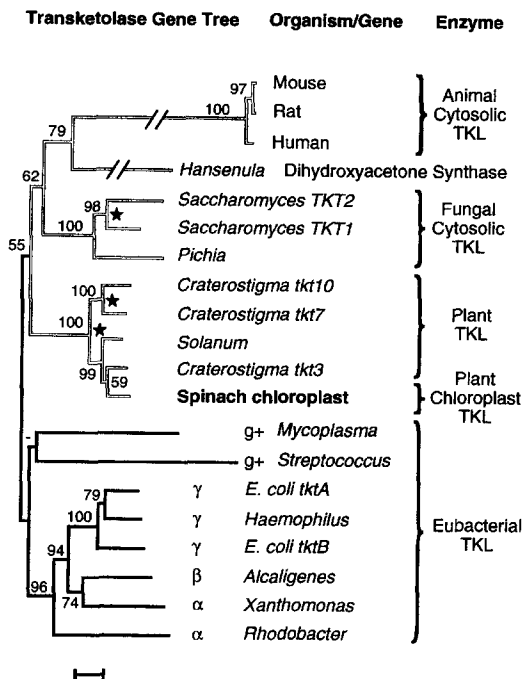 Transketolase Gene Tree Organism/Gene Enzyme
97 Mouse
100 Rat
Human
Animal
Cytosolic
TKL
79
Hansenula Dihydroxyacetone Synthase
62
98 Saccharomyces TKT2
100 Saccharomyces TKT1
Pichia
Fungal
Cytosolic
TKL
55
100 Craterostigma tkt10
Craterostigma tkt7
100
Solanum
Craterostigma tkt3
Plant
TKL
99 59
Spinach chloroplast
Plant
Chloroplast
TKL
-
g+ Mycoplasma
g+ Streptococcus
79 γ E. coli tktA
100 γ Haemophilus
γ E. coli tktB
94
β Alcaligenes
96 74 α Xanthomonas
α Rhodobacter
Eubacterial
TKL